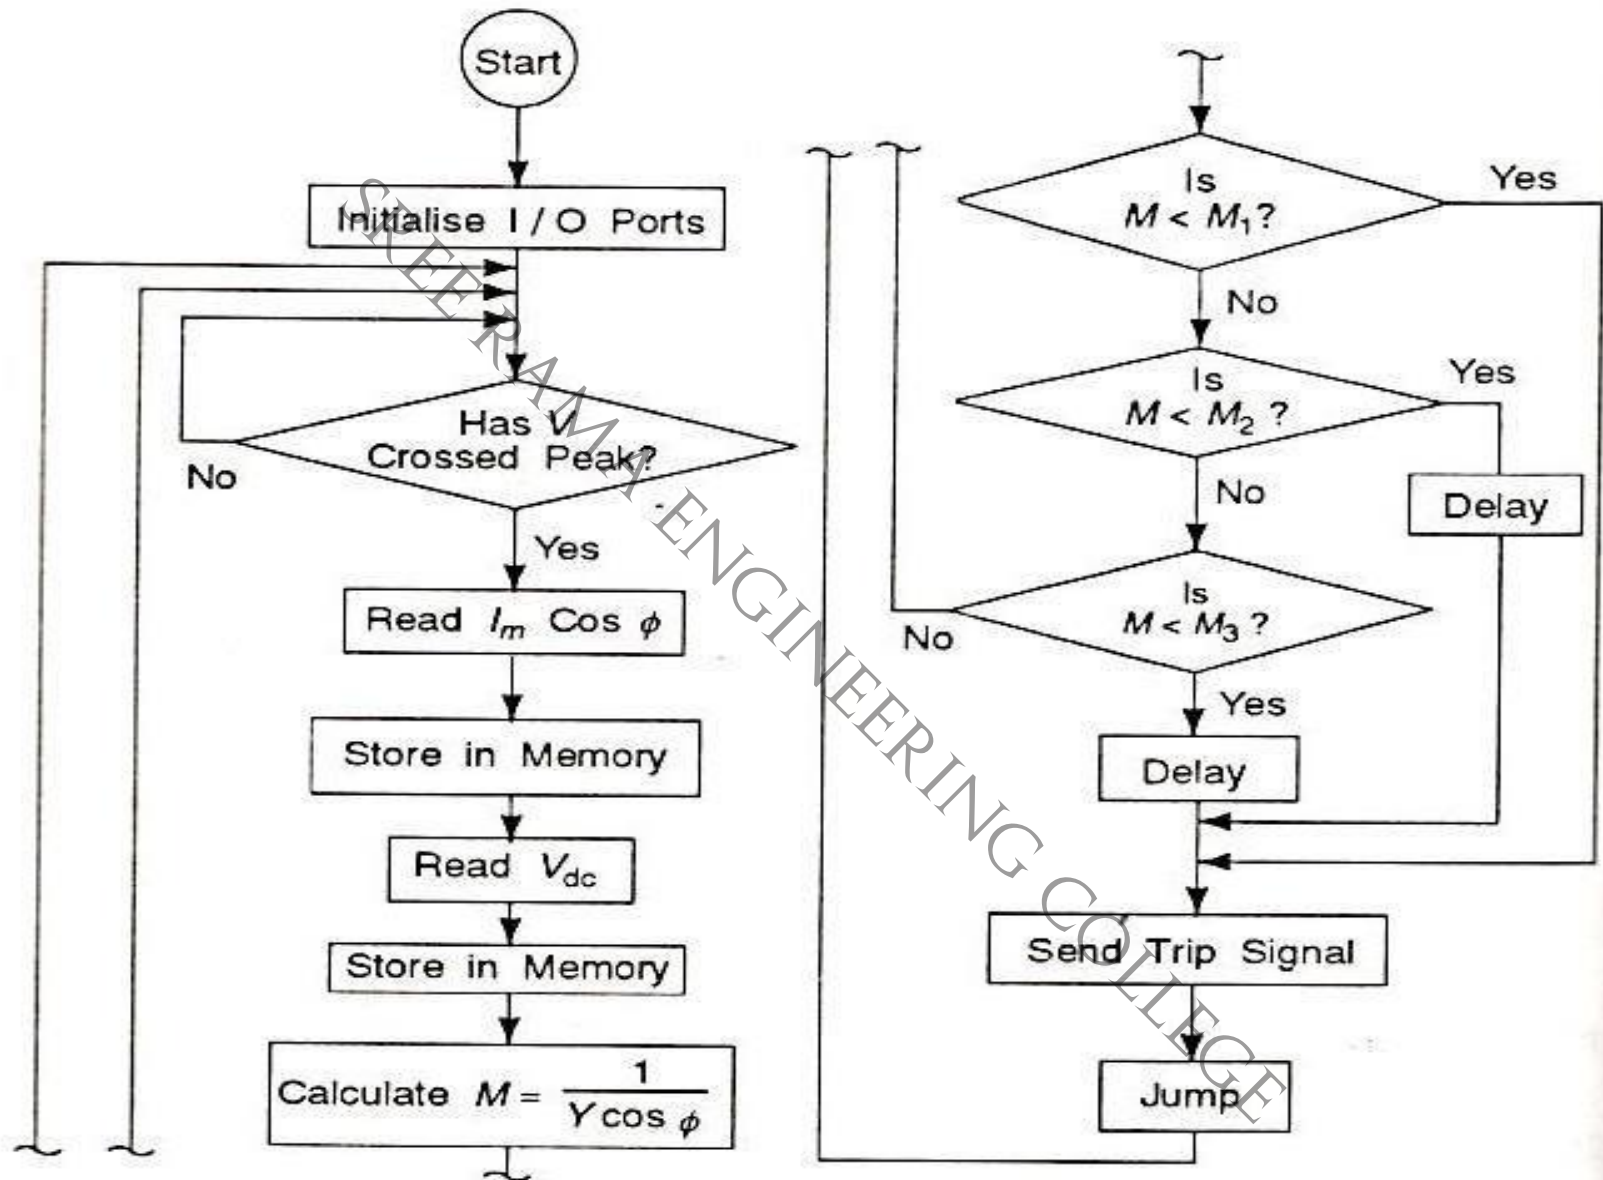 Start
Initialise I / O Ports
Has V
Crossed Peak?
No
Yes
Read Im Cos ϕ
Store in Memory
Read Vdc
Store in Memory
Calculate M = 1 / Y cos ϕ
Is
M < M1?
Yes
No
Is
M < M2 ?
Yes
No
Delay
Is
M < M3 ?
No
Yes
Delay
Send Trip Signal
Jump
SREE RAMA ENGINEERING COLLEGE